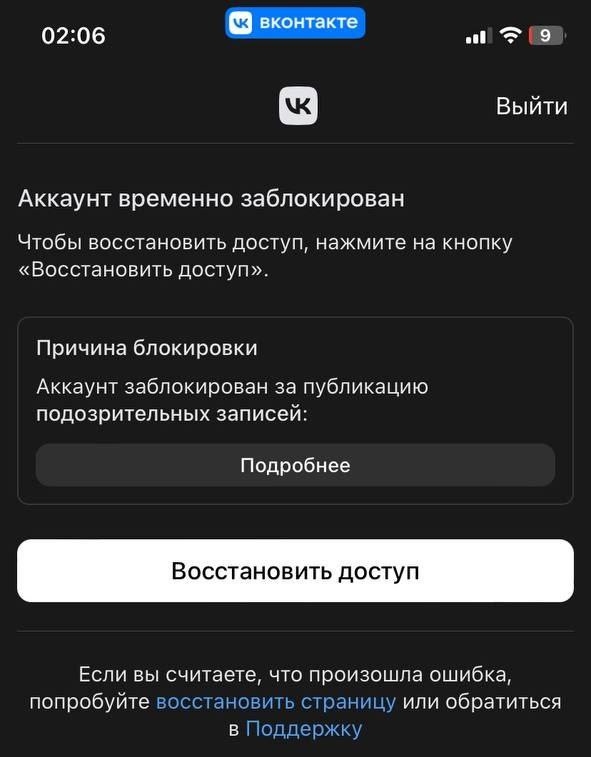 02:06
вконтакте
9
Выйти
Аккаунт временно заблокирован
Чтобы восстановить доступ, нажмите на кнопку
«Восстановить доступ».
Причина блокировки
Аккаунт заблокирован за публикацию
подозрительных записей:
Подробнее
Восстановить доступ
Если вы считаете, что произошла ошибка,
попробуйте восстановить страницу или обратиться
в Поддержку